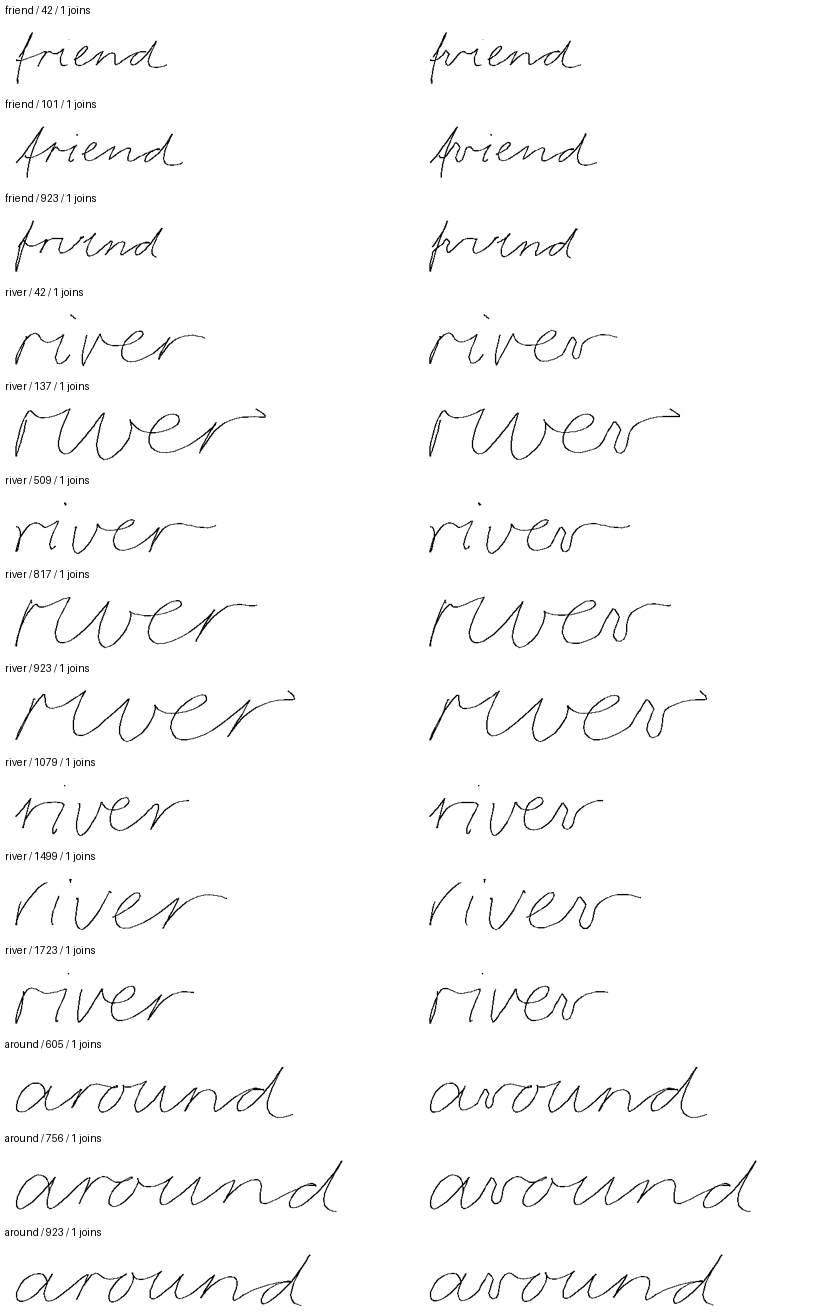 friend / 42 / 1 joins
friend friend
friend / 101 / 1 joins
friend friend
friend / 923 / 1 joins
friend friend
river / 42 / 1 joins
river river
river / 137 / 1 joins
river river
river / 509 / 1 joins
river river
river / 817 / 1 joins
river river
river / 923 / 1 joins
river river
river / 1079 / 1 joins
river river
river / 1499 / 1 joins
river river
river / 1723 / 1 joins
river river
around / 605 / 1 joins
around around
around / 756 / 1 joins
around around
around / 923 / 1 joins
around around